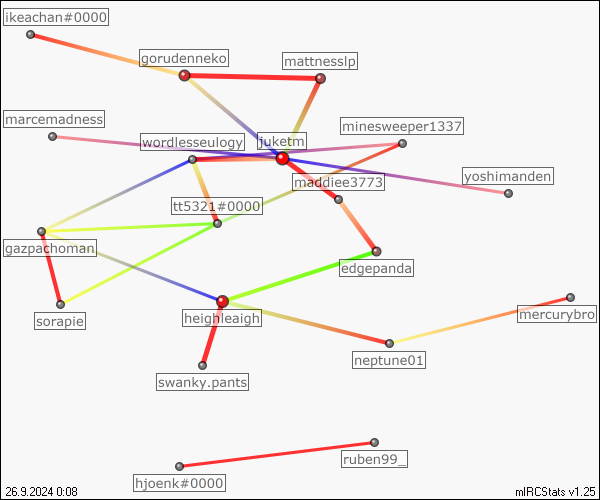 ikeachan#0000
gorudenneko
mattnesslp
marcemadness
wordlesseulogy
juketm
minesweeper1337
maddiee3773
yoshimanden
tt5321#0000
gazpachoman
edgepanda
sorapie
heighleaigh
mercurybro
neptune01
swanky.pants
ruben99_
hjoenk#0000
26.9.2024 0:08
mIRCStats v1.25